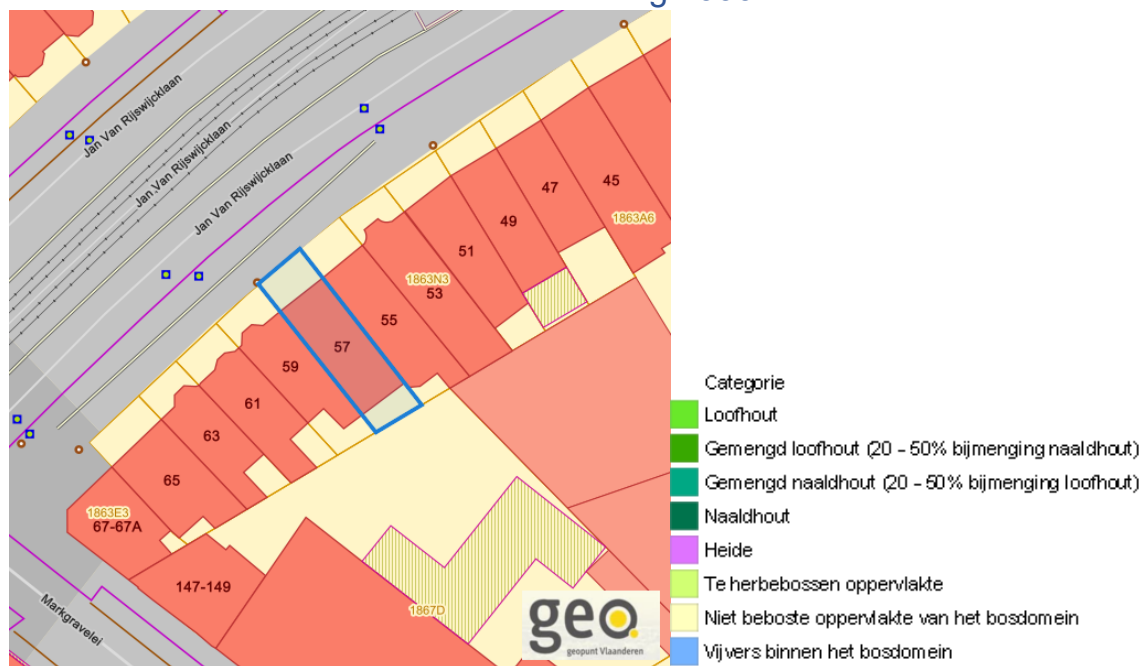 Jan Van Rijswijcklaan
Jan Van Rijswijcklaan
Jan Van Rijswijcklaan
45
47
1863A6
49
51
1863N3
53
55
57
59
61
63
65
1863E3
67-67A
147-149
Markgravelei
1867D
geo.
geopunt Vlaanderen
Categorie
Loofhout
Gemengd loofhout (20 - 50% bijmenging naaldhout)
Gemengd naaldhout (20 - 50% bijmenging loofhout)
Naaldhout
Heide
Te herbebossen oppervlakte
Niet beboste oppervlakte van het bosdomein
Vijvers binnen het bosdomein